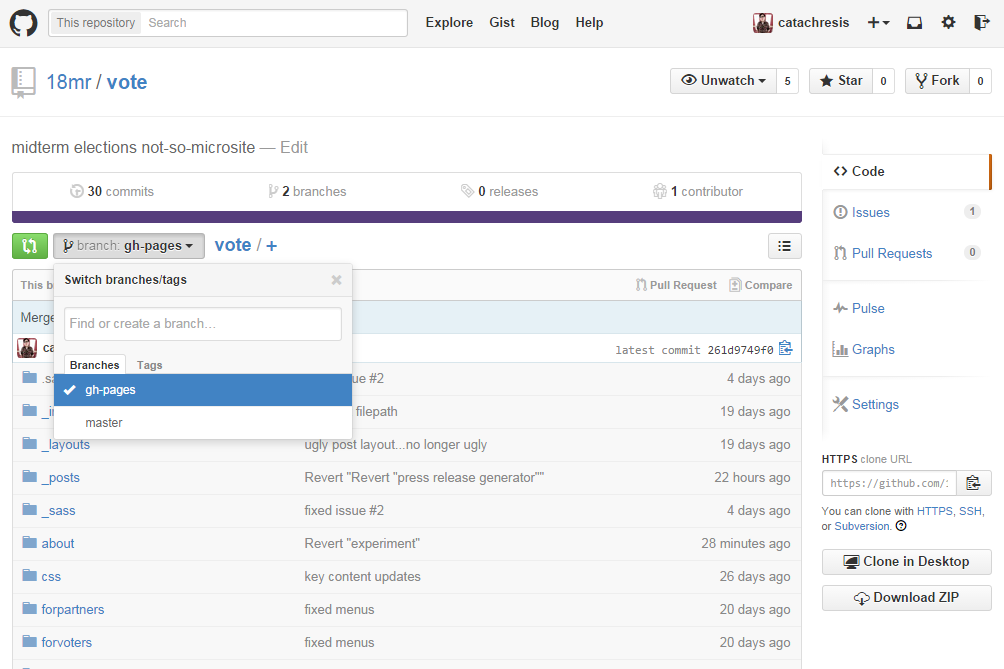 This repository Search Explore Gist Blog Help catachresis
18mr / vote Unwatch 5 Star 0 Fork 0
midterm elections not-so-microsite — Edit
30 commits 2 branches 0 releases 1 contributor
branch: gh-pages vote / +
Switch branches/tags
Find or create a branch...
Branches Tags
gh-pages
master
This b
Pull Request Compare
Merge
ca
latest commit 261d9749f0
.sa ue #2 4 days ago
_i filepath 19 days ago
_layouts ugly post layout...no longer ugly 19 days ago
_posts Revert "Revert "press release generator"" 22 hours ago
_sass fixed issue #2 4 days ago
about Revert "experiment" 28 minutes ago
css key content updates 26 days ago
forpartners fixed menus 20 days ago
forvoters fixed menus 20 days ago
Code
Issues 1
Pull Requests 0
Pulse
Graphs
Settings
HTTPS clone URL
https://github.com/
You can clone with HTTPS, SSH,
or Subversion.
Clone in Desktop
Download ZIP